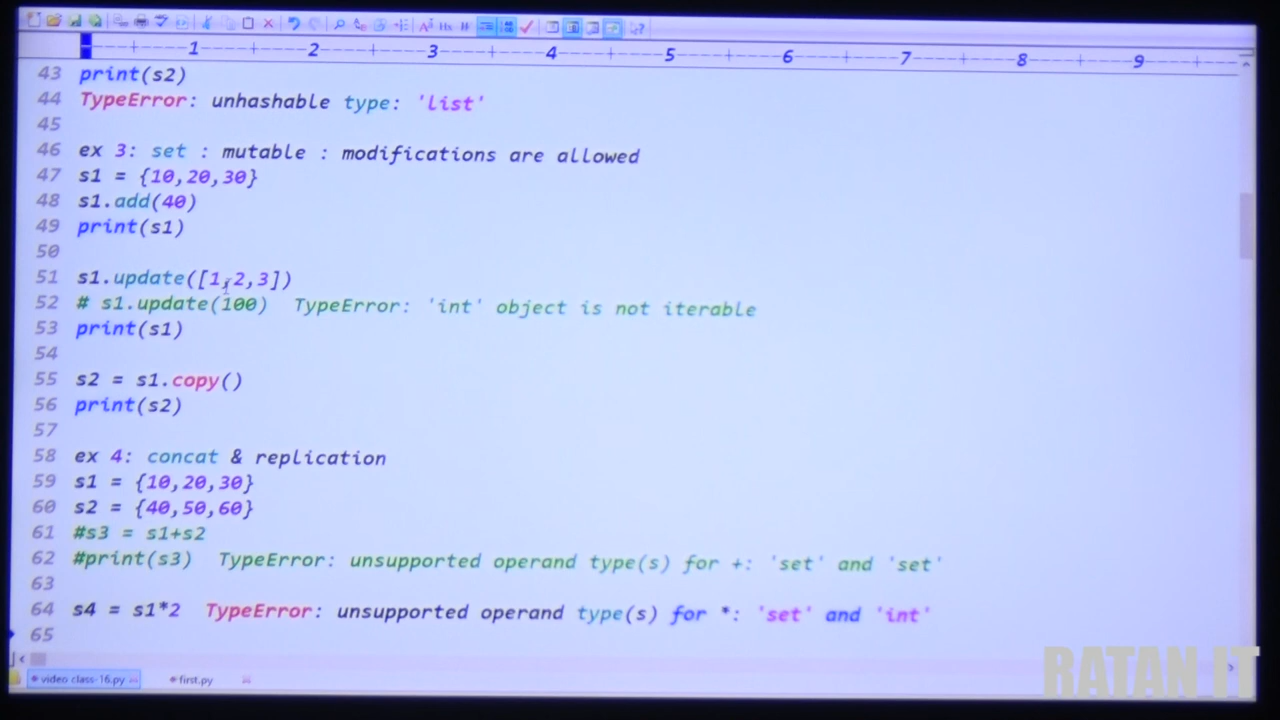 1 2 3 4 5 6 7 8 9
43 print(s2)
44 TypeError: unhashable type: 'list'
45
46 ex 3: set : mutable : modifications are allowed
47 s1 = {10,20,30}
48 s1.add(40)
49 print(s1)
50
51 s1.update([1,2,3])
52 # s1.update(100) TypeError: 'int' object is not iterable
53 print(s1)
54
55 s2 = s1.copy()
56 print(s2)
57
58 ex 4: concat & replication
59 s1 = {10,20,30}
60 s2 = {40,50,60}
61 #s3 = s1+s2
62 #print(s3) TypeError: unsupported operand type(s) for +: 'set' and 'set'
63
64 s4 = s1*2 TypeError: unsupported operand type(s) for *: 'set' and 'int'
65
video class-16.py first.py
RATAN IT